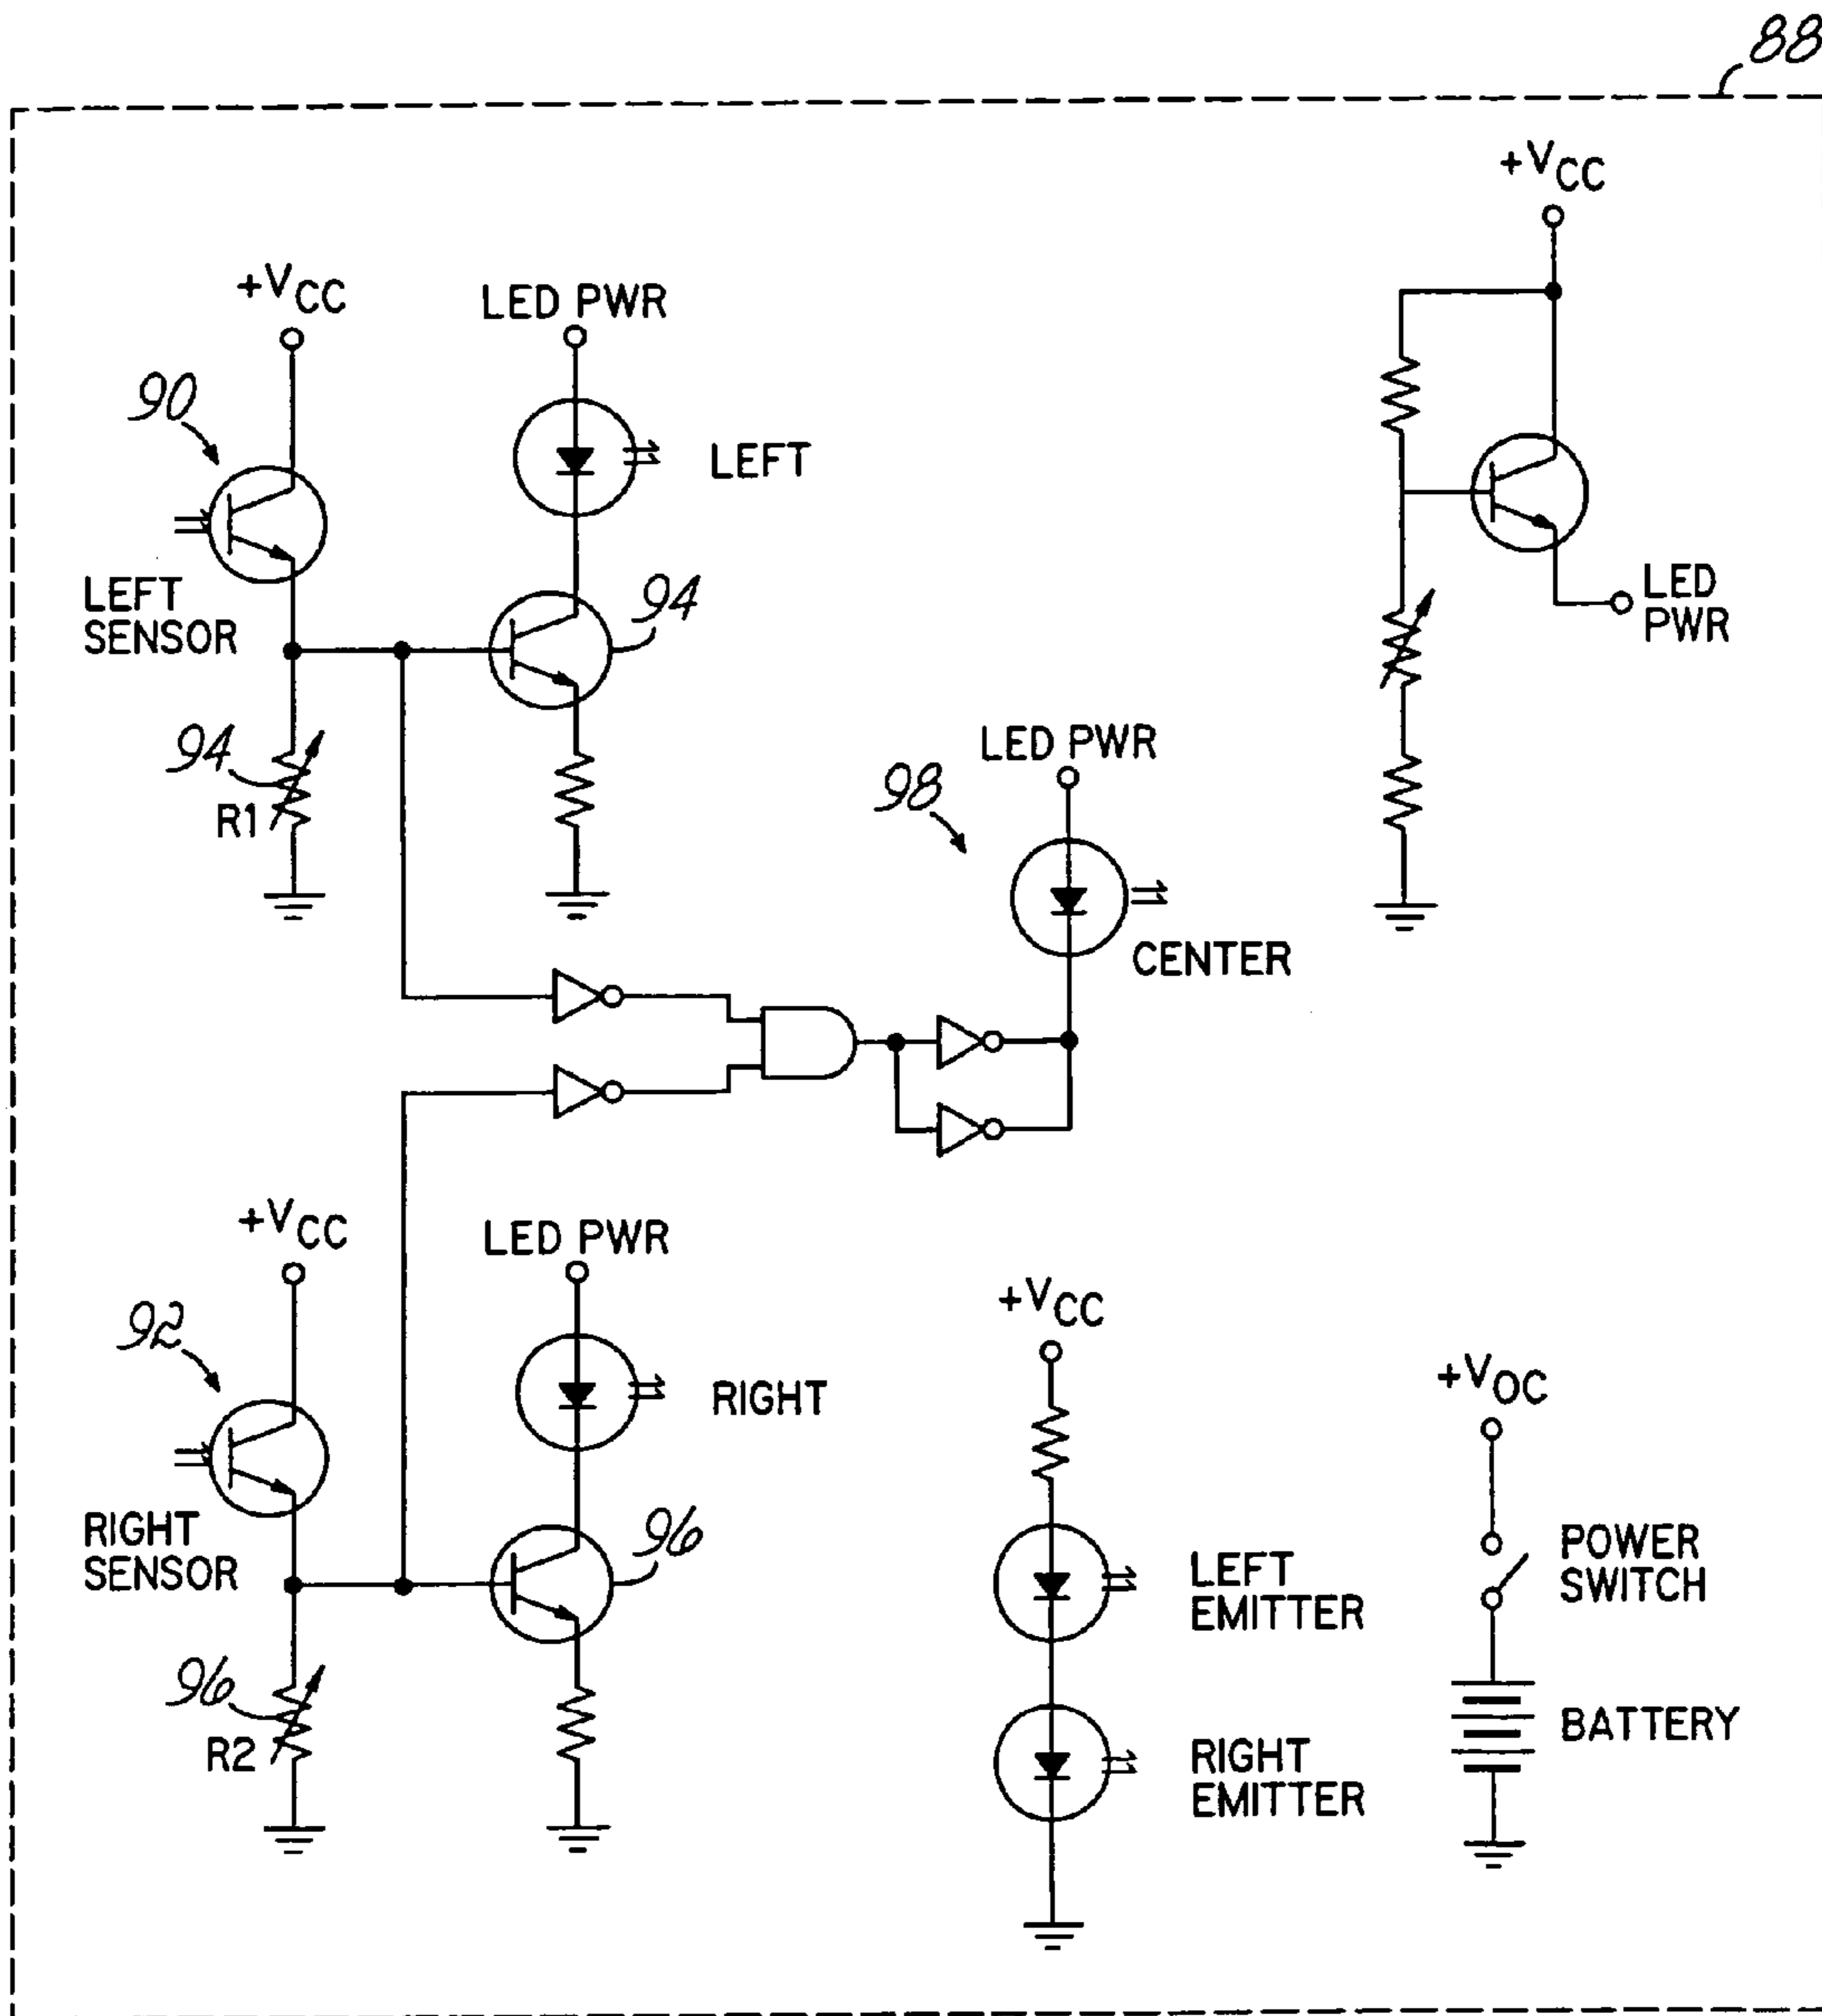 88
+VCC
+VCC
LED PWR
90
LEFT
LEFT
SENSOR
94
LED
PWR
94
R1
LED PWR
98
CENTER
+VCC
LED PWR
92
RIGHT
RIGHT
SENSOR
96
96
R2
+VCC
LEFT
EMITTER
RIGHT
EMITTER
+VOC
POWER
SWITCH
BATTERY